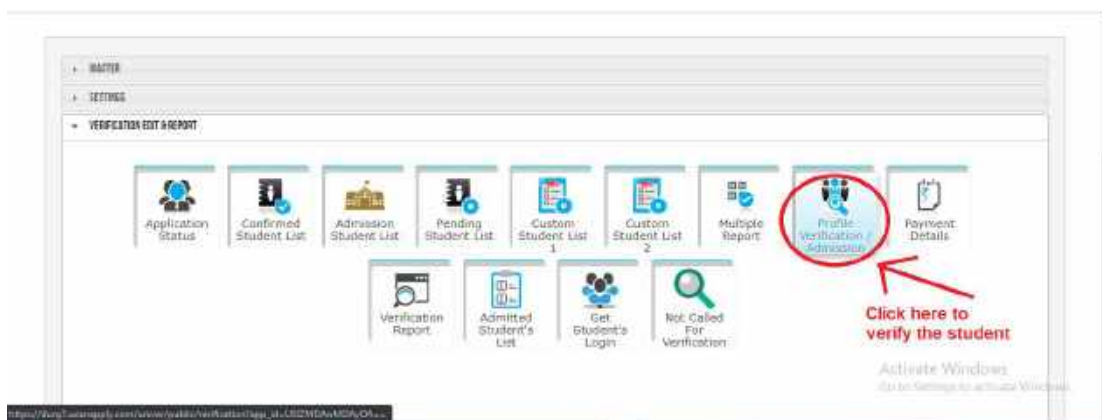 MASTER
SETTINGS
VERIFICATION EDIT & REPORT
Application
Status
Confirmed
Student List
Admission
Student List
Pending
Student List
Custom
Student List
1
Custom
Student List
2
Multiple
Report
Profile
Verification /
Admission
Payment
Details
Verification
Report
Admitted
Student's
List
Get
Student's
Login
Not Called
For
Verification
Click here to
verify the student
Activate Windows
Go to Settings to activate Windows.